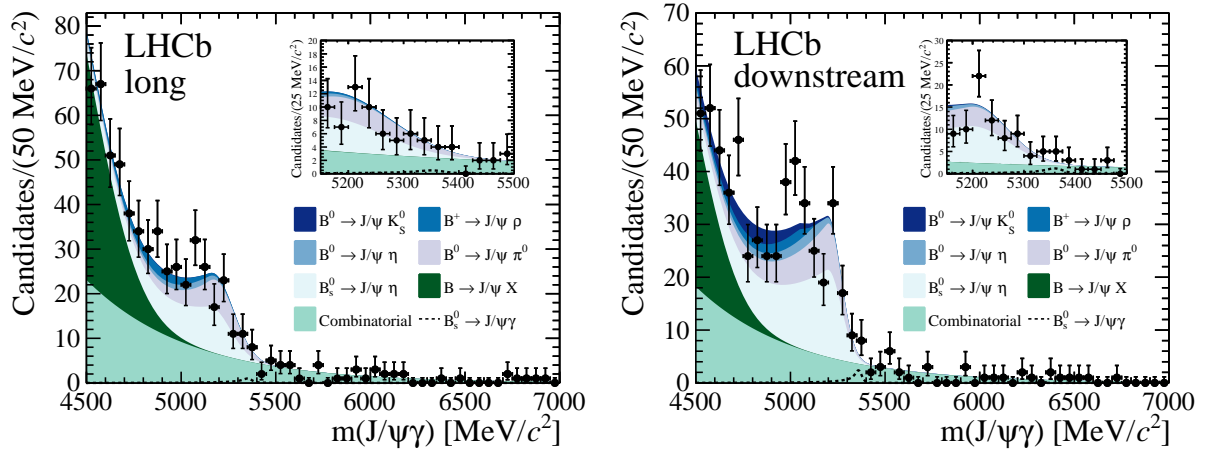 Candidates/(50 MeV/c²)
80
70
60
50
40
30
20
10
0
LHCb
long
Candidates/(25 MeV/c²)
20
18
16
14
12
10
8
6
4
2
0
5200 5300 5400 5500
B⁰ → J/ψ K⁰S B⁺ → J/ψ ρ
B⁰ → J/ψ η B⁰ → J/ψ π⁰
B⁰s → J/ψ η B → J/ψ X
Combinatorial B⁰s → J/ψγ
4500 5000 5500 6000 6500 7000
m(J/ψγ) [MeV/c²]
Candidates/(50 MeV/c²)
70
60
50
40
30
20
10
0
LHCb
downstream
Candidates/(25 MeV/c²)
30
25
20
15
10
5
0
5200 5300 5400 5500
B⁰ → J/ψ K⁰S B⁺ → J/ψ ρ
B⁰ → J/ψ η B⁰ → J/ψ π⁰
B⁰s → J/ψ η B → J/ψ X
Combinatorial B⁰s → J/ψγ
4500 5000 5500 6000 6500 7000
m(J/ψγ) [MeV/c²]